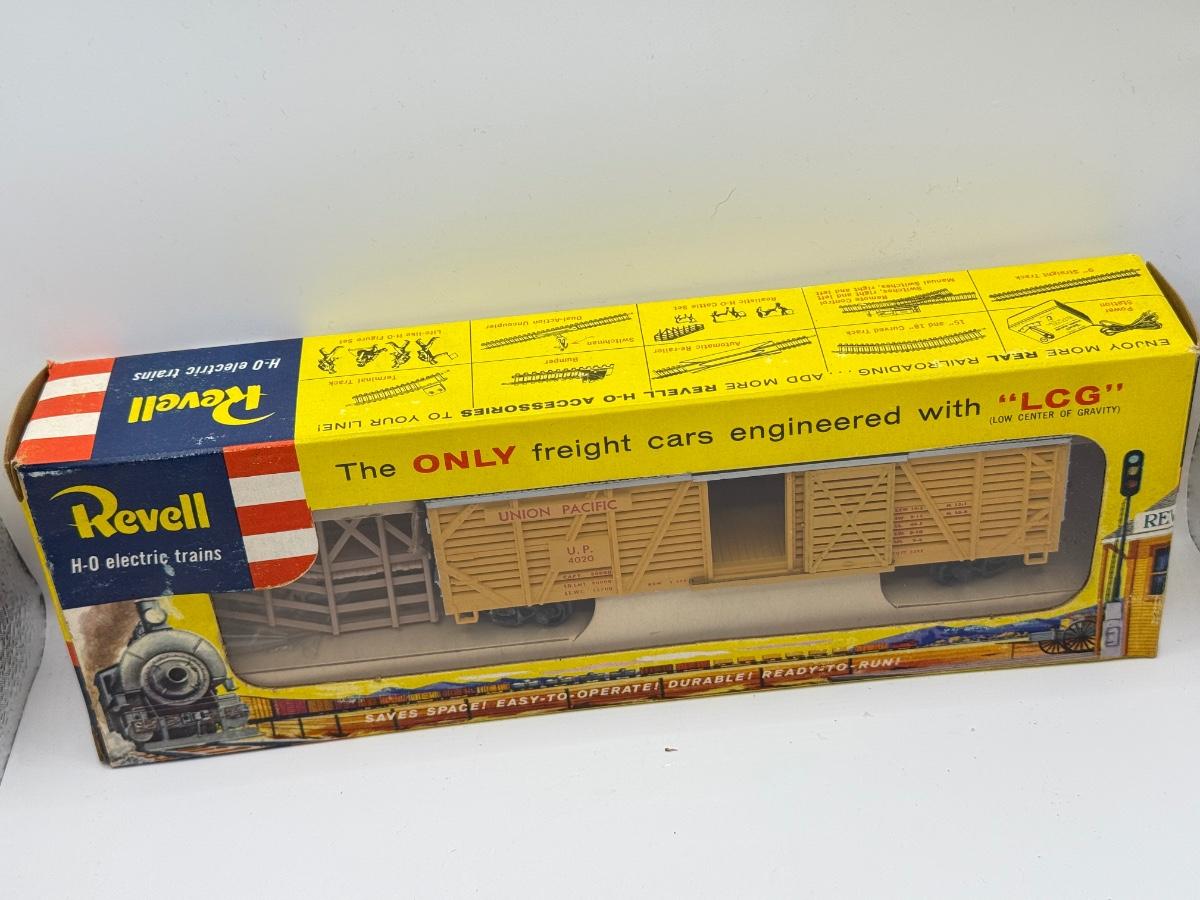 9" Straight Track
Power
Station
Remote Control
Switches, right and left
Manual Switches, right and left
15" and 18" Curved Track
Realistic H-O Cattle Set
Automatic Re-railer
Dual-Action Uncoupler
Switchman
Bumper
Life-like H-O Figure Set
Terminal Track
ENJOY MORE REAL RAILROADING... ADD MORE REVELL H-O ACCESSORIES TO YOUR LINE!
Revell
H-O electric trains
The ONLY freight cars engineered with "LCG"
(LOW CENTER OF GRAVITY)
Revell
H-O electric trains
UNION PACIFIC
U.P.
4020
REV
SAVES SPACE! EASY-TO-OPERATE! DURABLE! READY-TO-RUN!